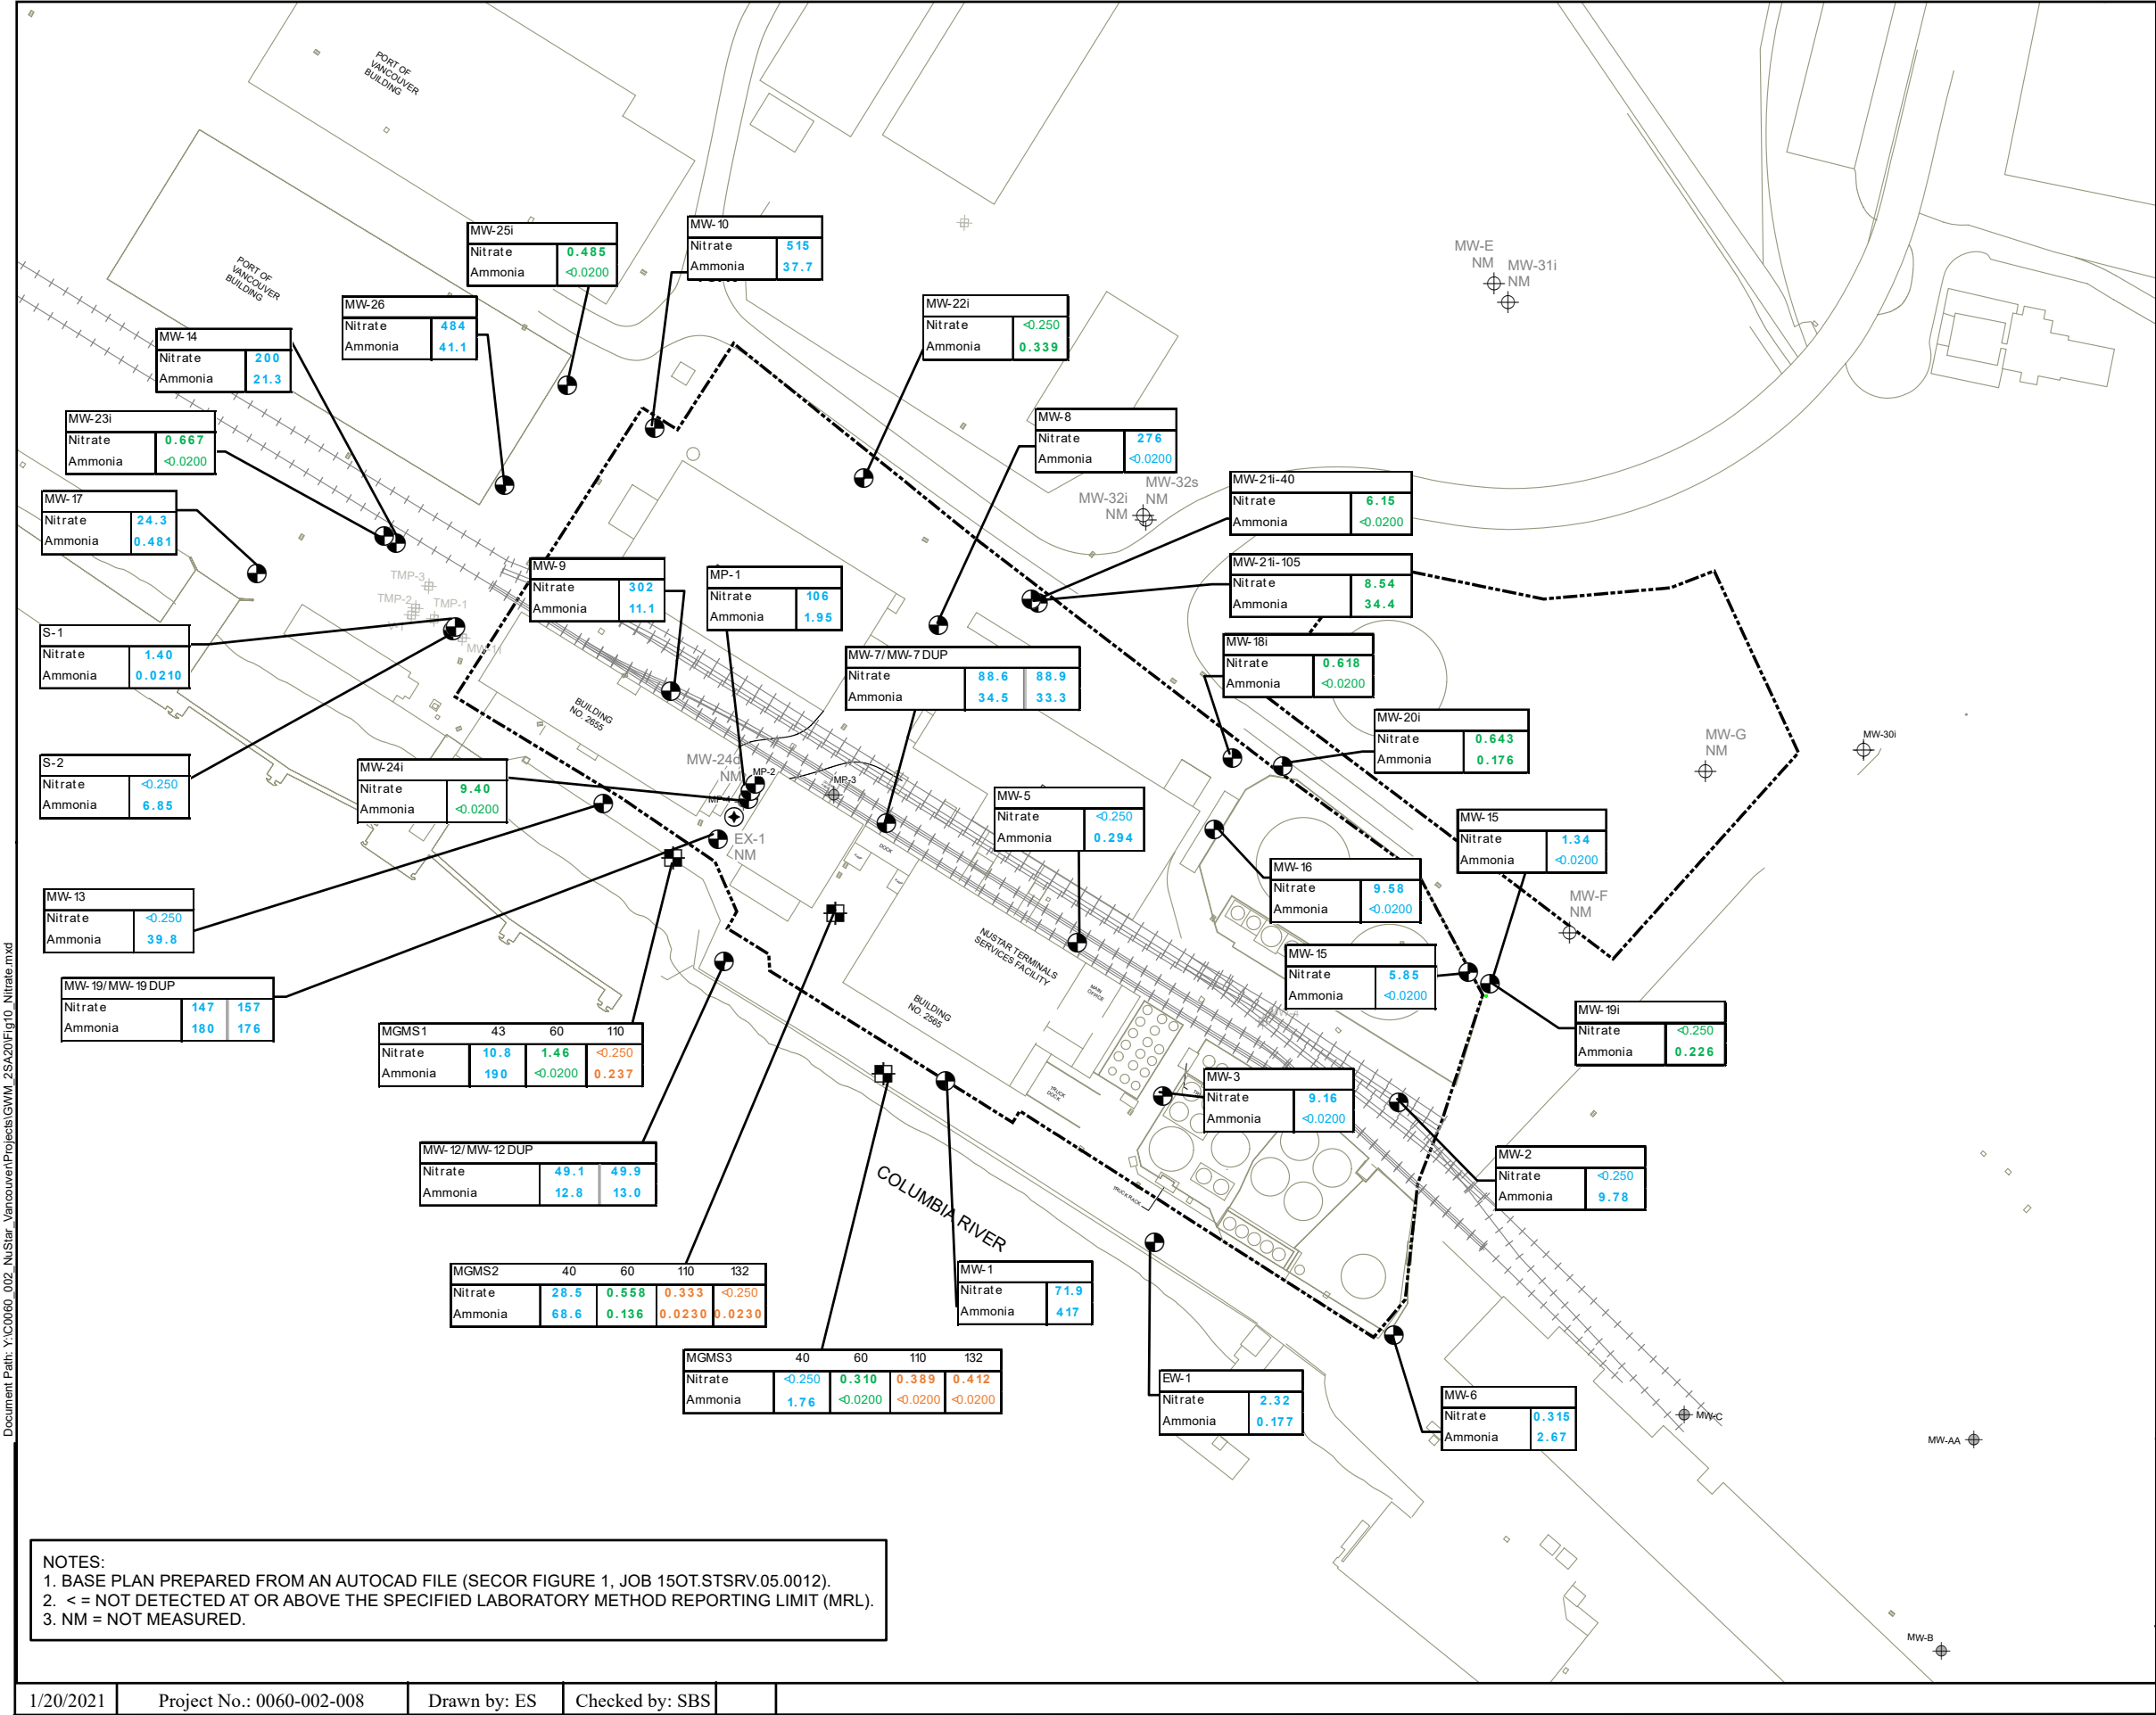 PORT OF
VANCOUVER
BUILDING
PORT OF
VANCOUVER
BUILDING
MW-25i
Nitrate 0.485
Ammonia <0.0200
MW-10
Nitrate 515
Ammonia 37.7
MW-E
NM
MW-31i
NM
MW-26
Nitrate 484
Ammonia 41.1
MW-22i
Nitrate <0.250
Ammonia 0.339
MW-14
Nitrate 200
Ammonia 21.3
MW-23i
Nitrate 0.667
Ammonia <0.0200
MW-8
Nitrate 276
Ammonia <0.0200
MW-32s
NM
MW-32i
NM
MW-17
Nitrate 24.3
Ammonia 0.481
MW-21i-40
Nitrate 6.15
Ammonia <0.0200
MW-21i-105
Nitrate 8.54
Ammonia 34.4
MW-9
Nitrate 302
Ammonia 11.1
MP-1
Nitrate 106
Ammonia 1.95
TMP-3
TMP-2
TMP-1
S-1
Nitrate 1.40
Ammonia 0.0210
MW-7/MW-7 DUP
Nitrate 88.6 88.9
Ammonia 34.5 33.3
MW-18i
Nitrate 0.618
Ammonia <0.0200
MW-20i
Nitrate 0.643
Ammonia 0.176
BUILDING
NO. 2655
MW-G
NM
MW-30i
S-2
Nitrate <0.250
Ammonia 6.85
MW-24i
Nitrate 9.40
Ammonia <0.0200
MW-24d
NM
MP-2
MP-3
EX-1
NM
MW-5
Nitrate <0.250
Ammonia 0.294
MW-15
Nitrate 1.34
Ammonia <0.0200
MW-16
Nitrate 9.58
Ammonia <0.0200
MW-F
NM
DOCK
MW-13
Nitrate <0.250
Ammonia 39.8
NUSTAR TERMINALS
SERVICES FACILITY
MW-15
Nitrate 5.85
Ammonia <0.0200
MW-19/MW-19 DUP
Nitrate 147 157
Ammonia 180 176
MAIN
OFFICE
BUILDING
NO. 2565
MW-19i
Nitrate <0.250
Ammonia 0.226
MGMS1 43 60 110
Nitrate 10.8 1.46 <0.250
Ammonia 190 <0.0200 0.237
TRUCK
DOCK
MW-3
Nitrate 9.16
Ammonia <0.0200
MW-12/MW-12 DUP
Nitrate 49.1 49.9
Ammonia 12.8 13.0
COLUMBIA RIVER
TRUCK RACK
MW-2
Nitrate <0.250
Ammonia 9.78
MGMS2 40 60 110 132
Nitrate 28.5 0.558 0.333 <0.250
Ammonia 68.6 0.136 0.0230 0.0230
MW-1
Nitrate 71.9
Ammonia 417
MGMS3 40 60 110 132
Nitrate <0.250 0.310 0.389 0.412
Ammonia 1.76 <0.0200 <0.0200 <0.0200
EW-1
Nitrate 2.32
Ammonia 0.177
MW-6
Nitrate 0.315
Ammonia 2.67
MW-C
MW-AA
MW-B
Document Path: Y:\C0060_002_NuStar_Vancouver\Projects\GWM_2SA20\Fig10_Nitrate.mxd
NOTES:
1. BASE PLAN PREPARED FROM AN AUTOCAD FILE (SECOR FIGURE 1, JOB 15OT.STSRV.05.0012).
2. < = NOT DETECTED AT OR ABOVE THE SPECIFIED LABORATORY METHOD REPORTING LIMIT (MRL).
3. NM = NOT MEASURED.
1/20/2021 Project No.: 0060-002-008 Drawn by: ES Checked by: SBS